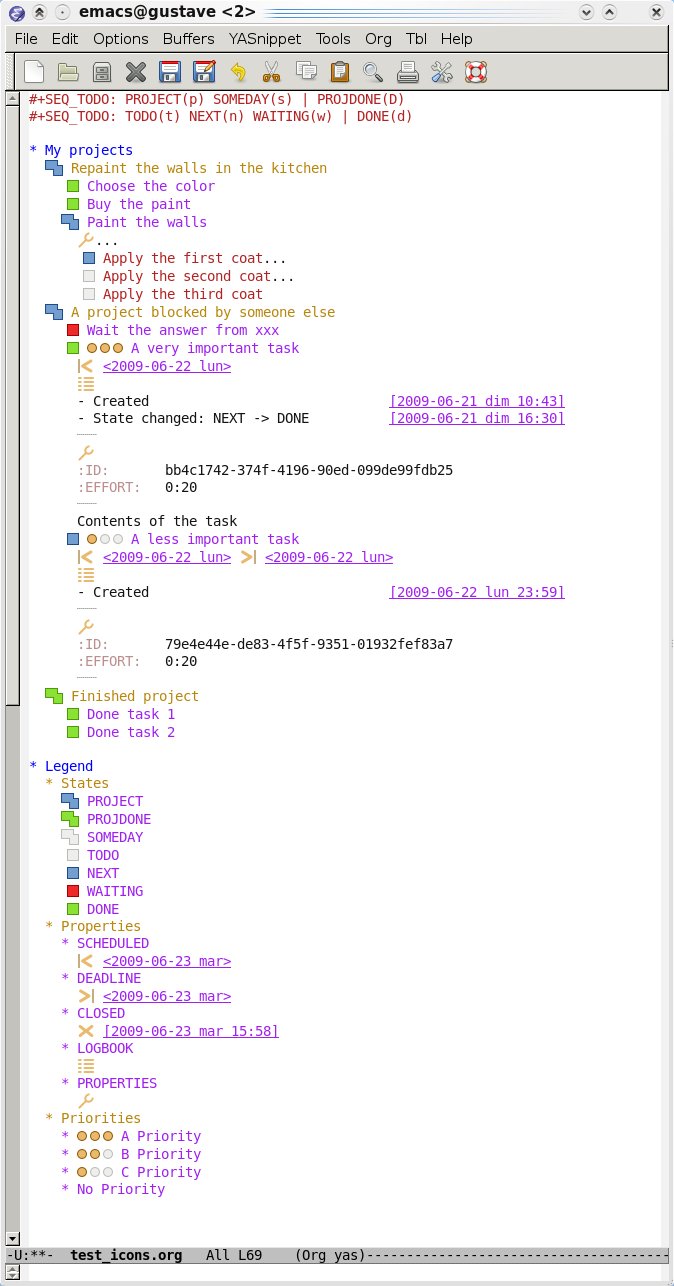 emacs@gustave <2>
File Edit Options Buffers YASnippet Tools Org Tbl Help
#+SEQ_TODO: PROJECT(p) SOMEDAY(s) | PROJDONE(D)
#+SEQ_TODO: TODO(t) NEXT(n) WAITING(w) | DONE(d)
* My projects
Repaint the walls in the kitchen
Choose the color
Buy the paint
Paint the walls
...
Apply the first coat...
Apply the second coat...
Apply the third coat
A project blocked by someone else
Wait the answer from xxx
A very important task
<2009-06-22 lun>
- Created [2009-06-21 dim 10:43]
- State changed: NEXT -> DONE [2009-06-21 dim 16:30]
:ID: bb4c1742-374f-4196-90ed-099de99fdb25
:EFFORT: 0:20
Contents of the task
A less important task
<2009-06-22 lun> <2009-06-22 lun>
- Created [2009-06-22 lun 23:59]
:ID: 79e4e44e-de83-4f5f-9351-01932fef83a7
:EFFORT: 0:20
Finished project
Done task 1
Done task 2
* Legend
* States
PROJECT
PROJDONE
SOMEDAY
TODO
NEXT
WAITING
DONE
* Properties
* SCHEDULED
<2009-06-23 mar>
* DEADLINE
<2009-06-23 mar>
* CLOSED
[2009-06-23 mar 15:58]
* LOGBOOK
* PROPERTIES
* Priorities
* A Priority
* B Priority
* C Priority
* No Priority
-U:**- test_icons.org All L69 (Org yas)-------------------------------------